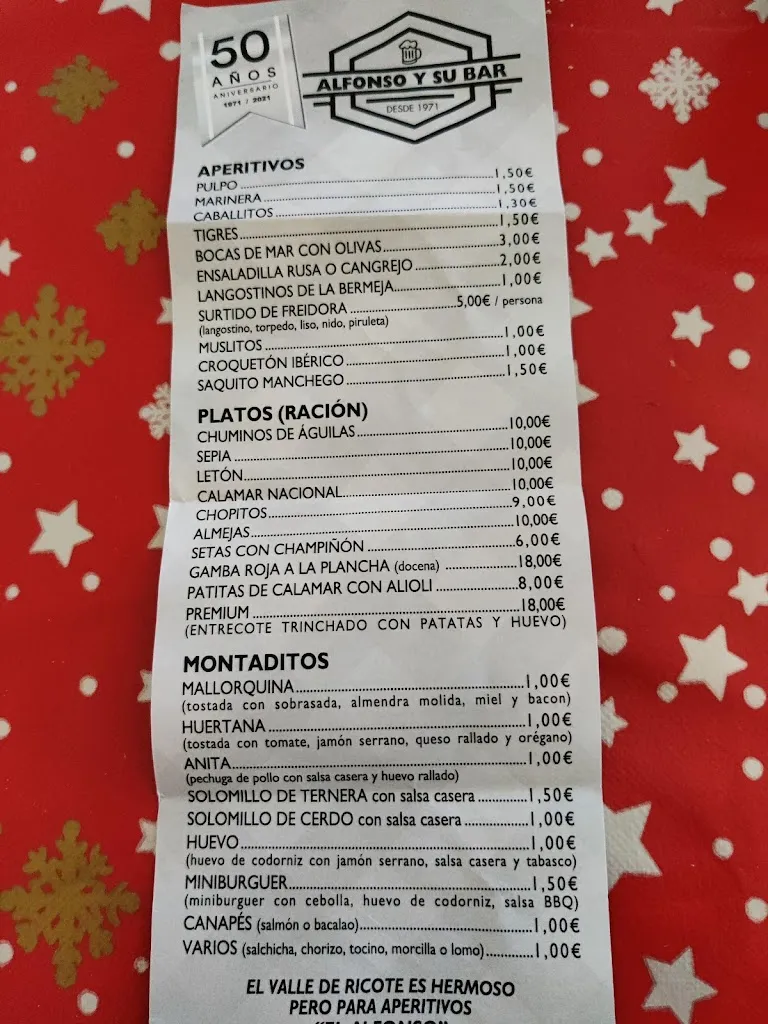 50
AÑOS
ANIVERSARIO
1971 / 2021
ALFONSO Y SU BAR
DESDE 1971
APERITIVOS
PULPO 1,50€
MARINERA 1,50€
CABALLITOS 1,30€
TIGRES 1,50€
BOCAS DE MAR CON OLIVAS 3,00€
ENSALADILLA RUSA O CANGREJO 2,00€
LANGOSTINOS DE LA BERMEJA 1,00€
SURTIDO DE FREIDORA 5,00€ / persona
(langostino, torpedo, liso, nido, piruleta)
MUSLITOS 1,00€
CROQUETÓN IBÉRICO 1,00€
SAQUITO MANCHEGO 1,50€
PLATOS (RACIÓN)
CHUMINOS DE ÁGUILAS 10,00€
SEPIA 10,00€
LETÓN 10,00€
CALAMAR NACIONAL 10,00€
CHOPITOS 9,00€
ALMEJAS 10,00€
SETAS CON CHAMPIÑÓN 6,00€
GAMBA ROJA A LA PLANCHA (docena) 18,00€
PATITAS DE CALAMAR CON ALIOLI 8,00€
PREMIUM 18,00€
(ENTRECOTE TRINCHADO CON PATATAS Y HUEVO)
MONTADITOS
MALLORQUINA 1,00€
(tostada con sobrasada, almendra molida, miel y bacon)
HUERTANA 1,00€
(tostada con tomate, jamón serrano, queso rallado y orégano)
ANITA 1,00€
(pechuga de pollo con salsa casera y huevo rallado)
SOLOMILLO DE TERNERA con salsa casera 1,50€
SOLOMILLO DE CERDO con salsa casera 1,00€
HUEVO 1,00€
(huevo de codorniz con jamón serrano, salsa casera y tabasco)
MINIBURGUER 1,50€
(miniburguer con cebolla, huevo de codorniz, salsa BBQ)
CANAPÉS (salmón o bacalao) 1,00€
VARIOS (salchicha, chorizo, tocino, morcilla o lomo) 1,00€
EL VALLE DE RICOTE ES HERMOSO
PERO PARA APERITIVOS
"EL ALFONSO"